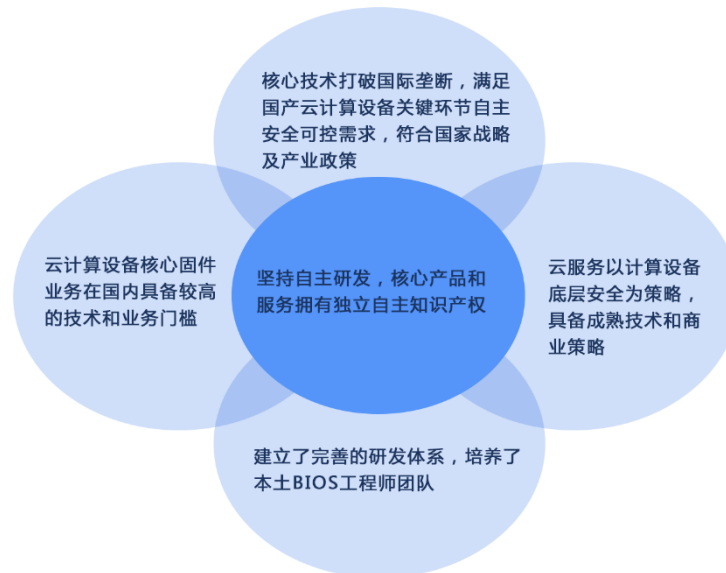 核心技术打破国际垄断，满足
国产云计算设备关键环节自主
安全可控需求，符合国家战略
及产业政策
云计算设备核心固件
业务在国内具备较高
的技术和业务门槛
坚持自主研发，核心产品和
服务拥有独立自主知识产权
云服务以计算设备
底层安全为策略，
具备成熟技术和商
业策略
建立了完善的研发体系，培养了
本土BIOS工程师团队